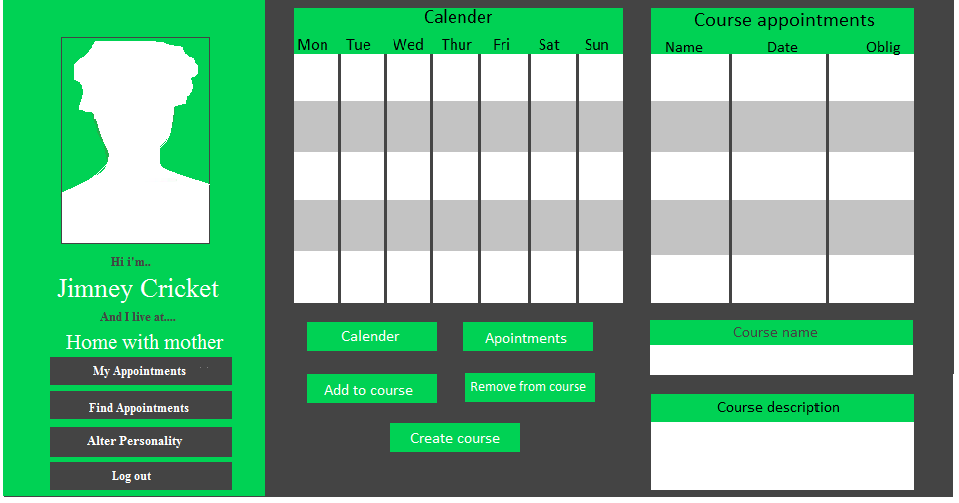 Hi i'm..
Jimney Cricket
And I live at....
Home with mother
My Appointments
Find Appointments
Alter Personality
Log out
Calender
Mon Tue Wed Thur Fri Sat Sun
Course appointments
Name Date Oblig
Calender
Apointments
Add to course
Remove from course
Create course
Course name
Course description